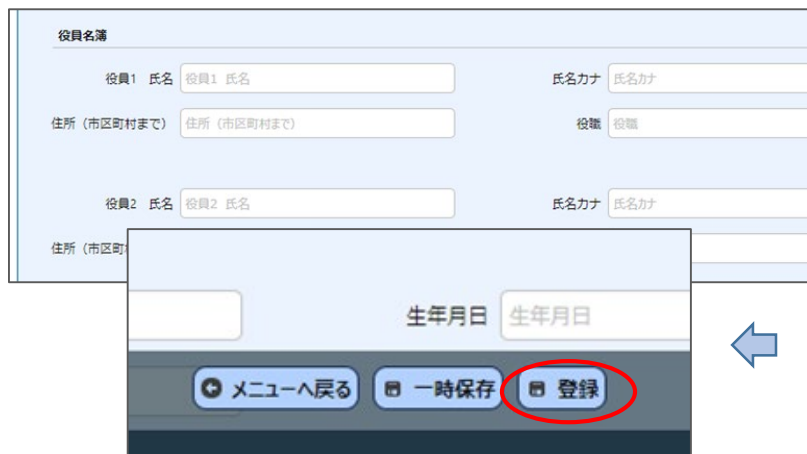 役員名簿
役員1 氏名 役員1 氏名 氏名カナ 氏名カナ
住所（市区町村まで） 住所（市区町村まで） 役職 役職
役員2 氏名 役員2 氏名 氏名カナ 氏名カナ
住所（市区町
生年月日 生年月日
メニューへ戻る 一時保存 登録